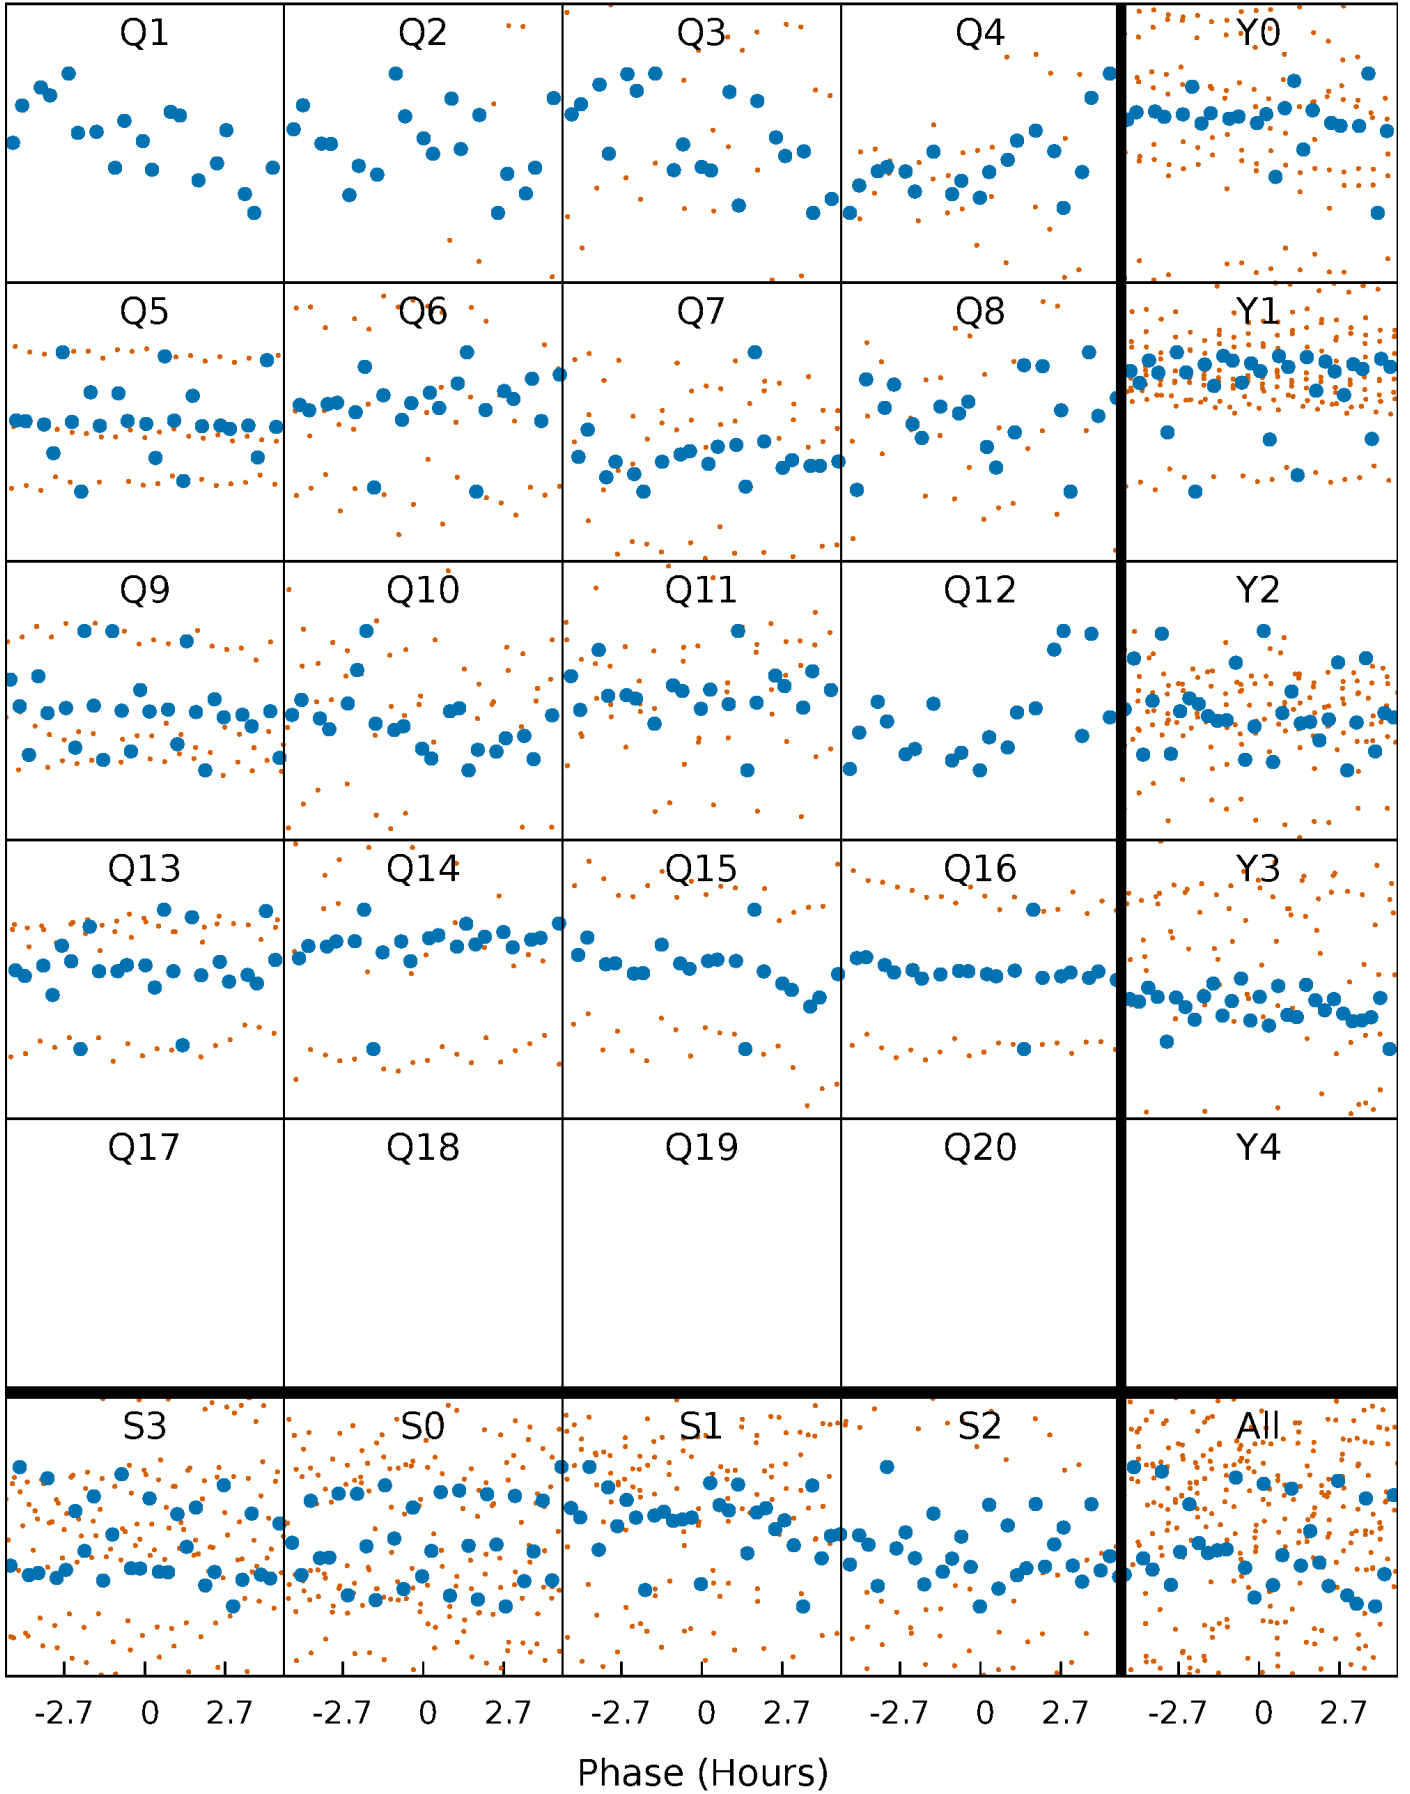 Q1 Q2 Q3 Q4 Y0
Q5 Q6 Q7 Q8 Y1
Q9 Q10 Q11 Q12 Y2
Q13 Q14 Q15 Q16 Y3
Q17 Q18 Q19 Q20 Y4
S3 S0 S1 S2 All
-2.7 0 2.7 -2.7 0 2.7 -2.7 0 2.7 -2.7 0 2.7 -2.7 0 2.7
Phase (Hours)